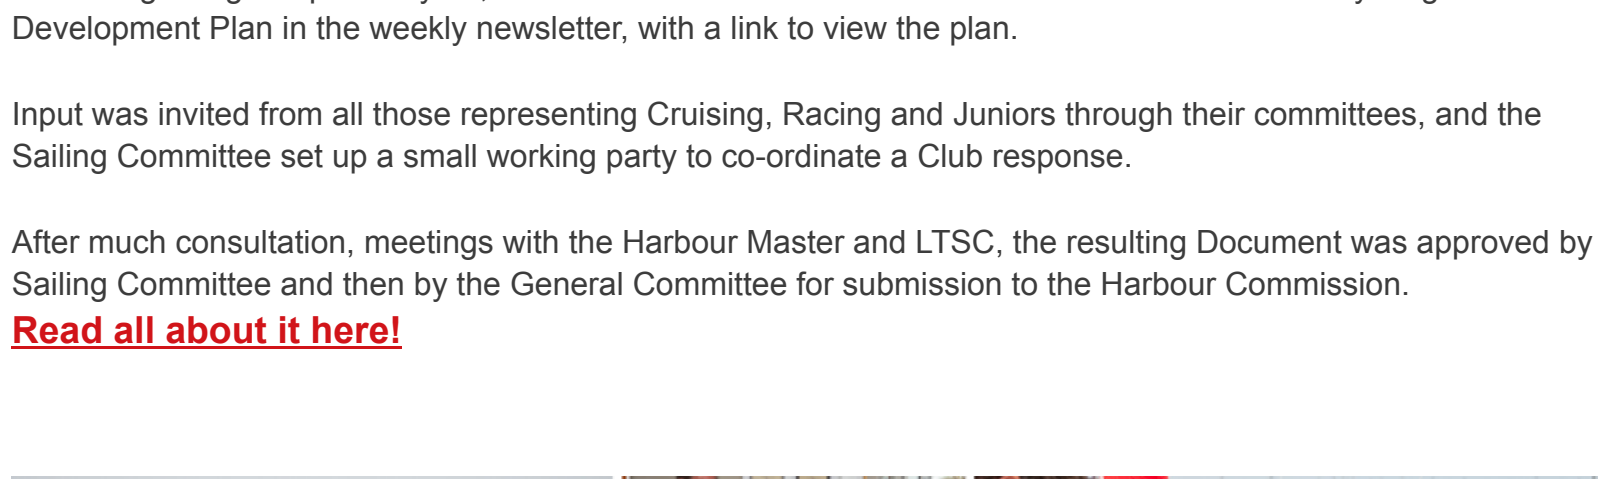 Development Plan in the weekly newsletter, with a link to view the plan.
Input was invited from all those representing Cruising, Racing and Juniors through their committees, and the
Sailing Committee set up a small working party to co-ordinate a Club response.
After much consultation, meetings with the Harbour Master and LTSC, the resulting Document was approved by
Sailing Committee and then by the General Committee for submission to the Harbour Commission.
Read all about it here!